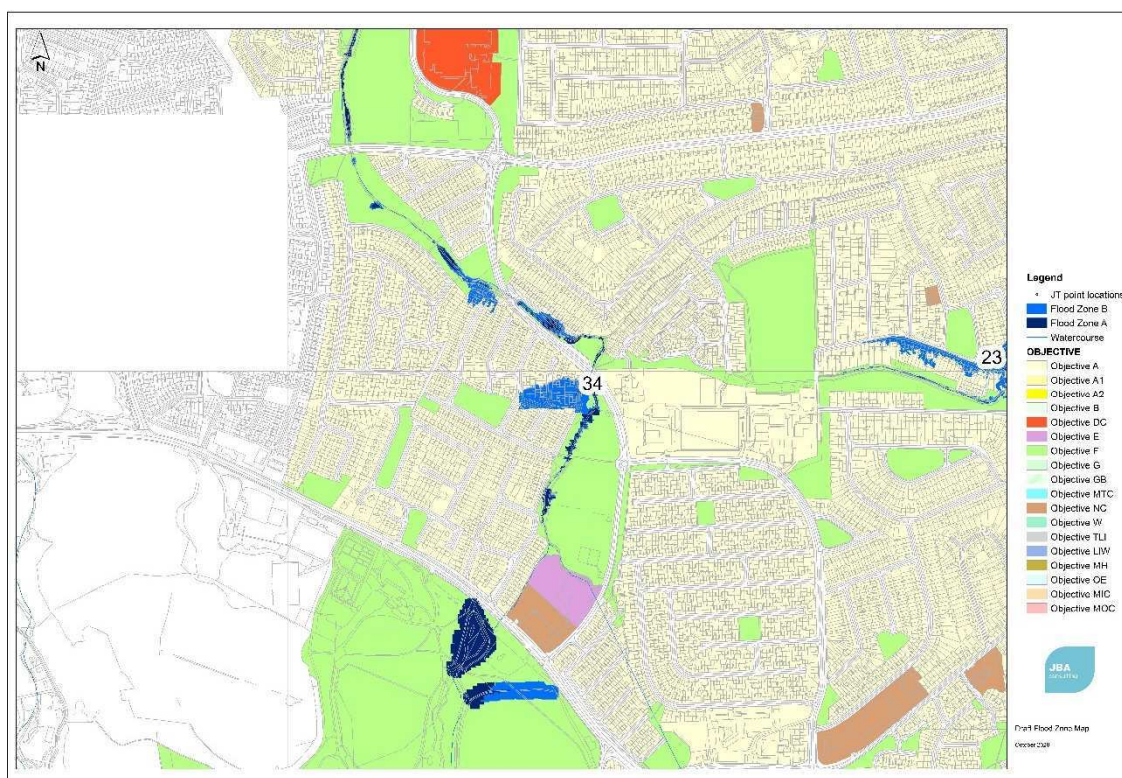 N
34
23
Legend
JT point locations
Flood Zone B
Flood Zone A
Watercourse
OBJECTIVE
Objective A
Objective A1
Objective A2
Objective B
Objective DC
Objective E
Objective F
Objective G
Objective GB
Objective MTC
Objective NC
Objective W
Objective TLI
Objective LIW
Objective MH
Objective OE
Objective MIC
Objective MOC
JBA
consulting
Draft Flood Zone Map
October 2020